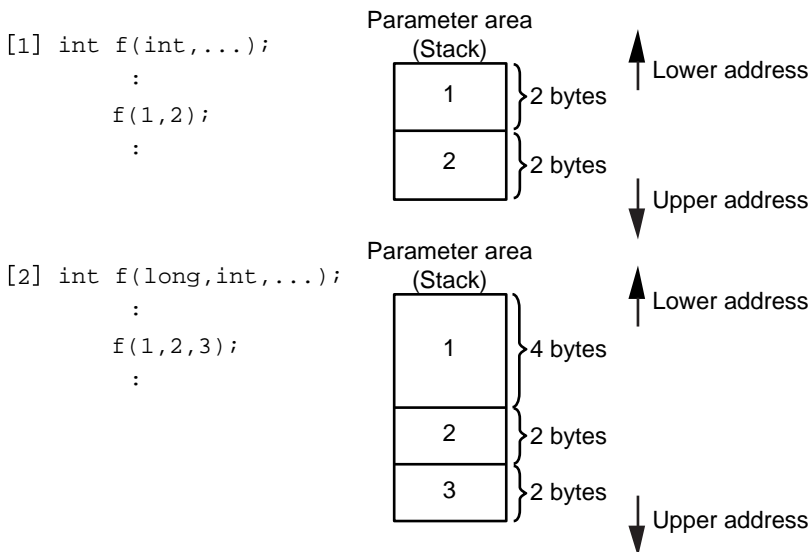 Parameter area
(Stack)
[1] int f(int,...);
:
f(1,2);
:
1
2 bytes
2
2 bytes
Lower address
Upper address
Parameter area
(Stack)
[2] int f(long,int,...);
:
f(1,2,3);
:
1
4 bytes
2
2 bytes
3
2 bytes
Lower address
Upper address